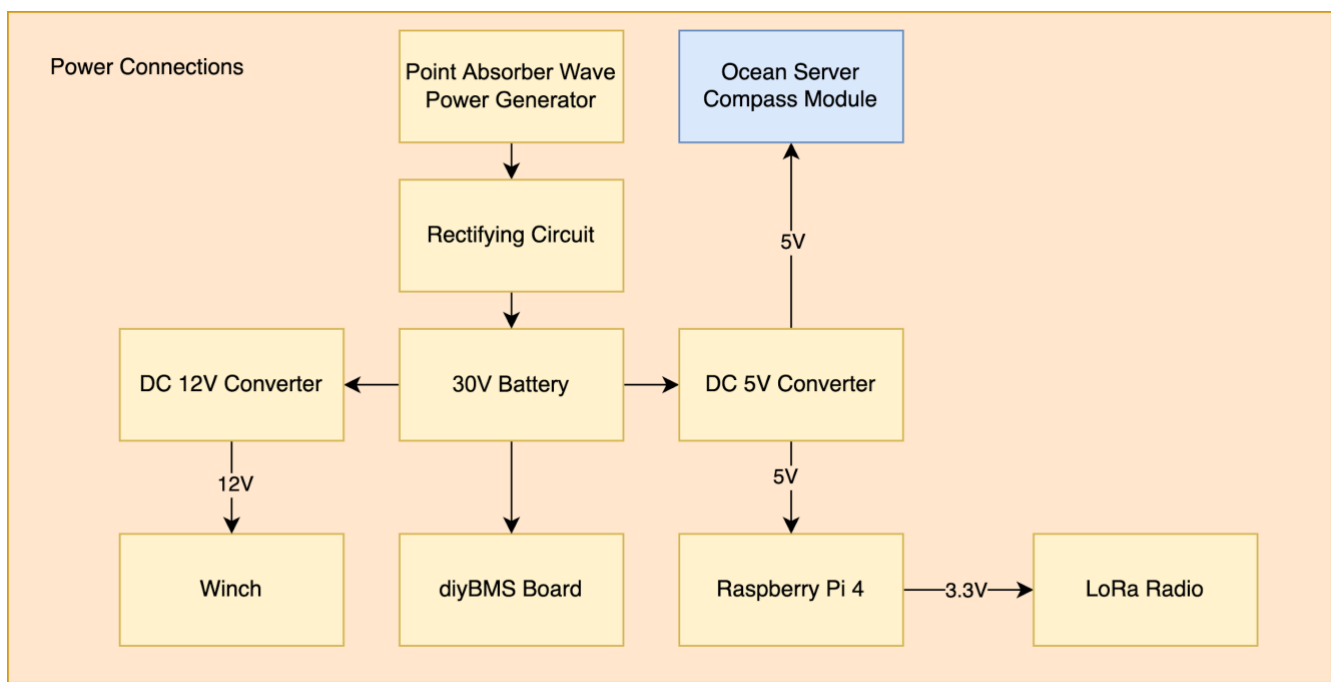 Power Connections
Point Absorber Wave
Power Generator
Ocean Server
Compass Module
Rectifying Circuit
5V
DC 12V Converter
30V Battery
DC 5V Converter
12V
5V
Winch
diyBMS Board
Raspberry Pi 4
3.3V
LoRa Radio